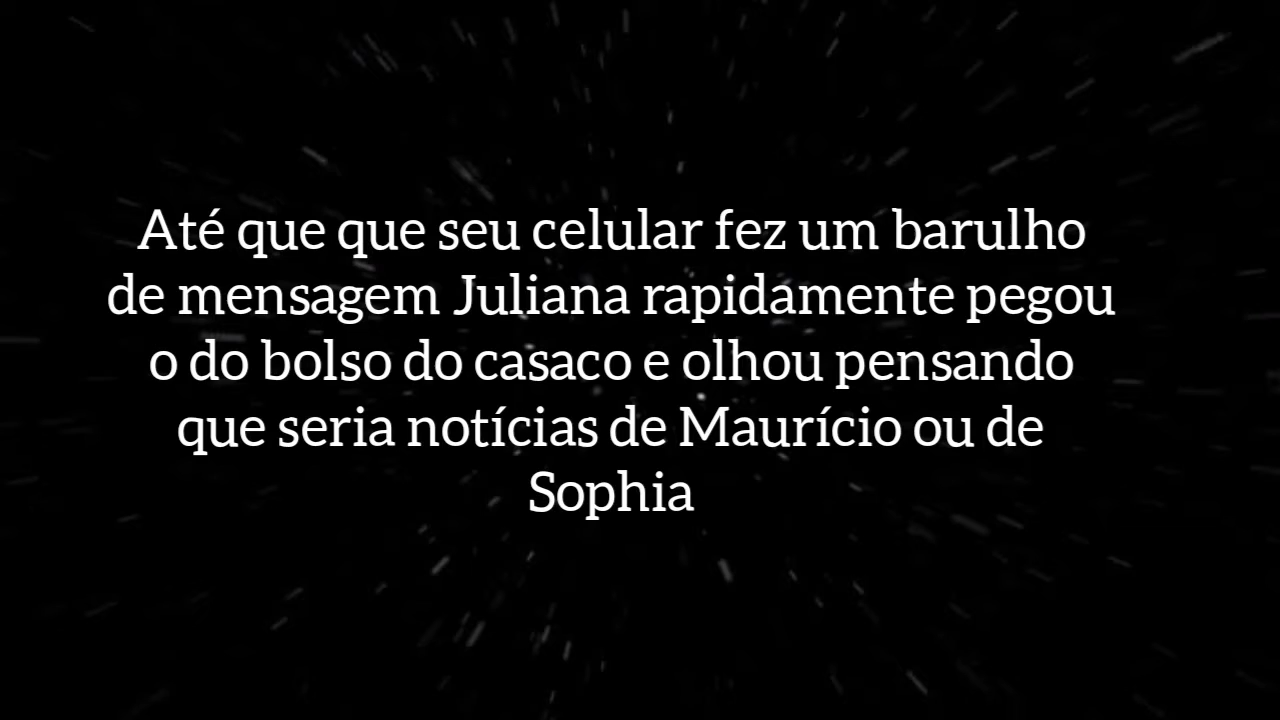 Até que que seu celular fez um barulho
de mensagem Juliana rapidamente pegou
o do bolso do casaco e olhou pensando
que seria notícias de Maurício ou de
Sophia